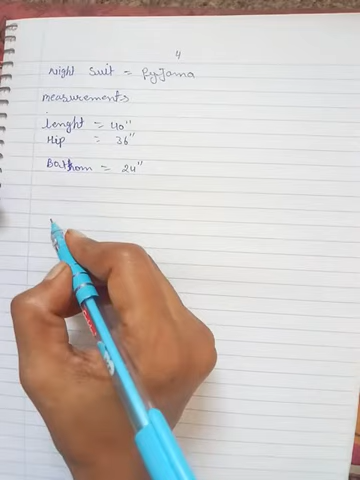 4
Night suit = PyJama
measurements
Lenght = 40"
Hip = 36"
Bathom = 24"